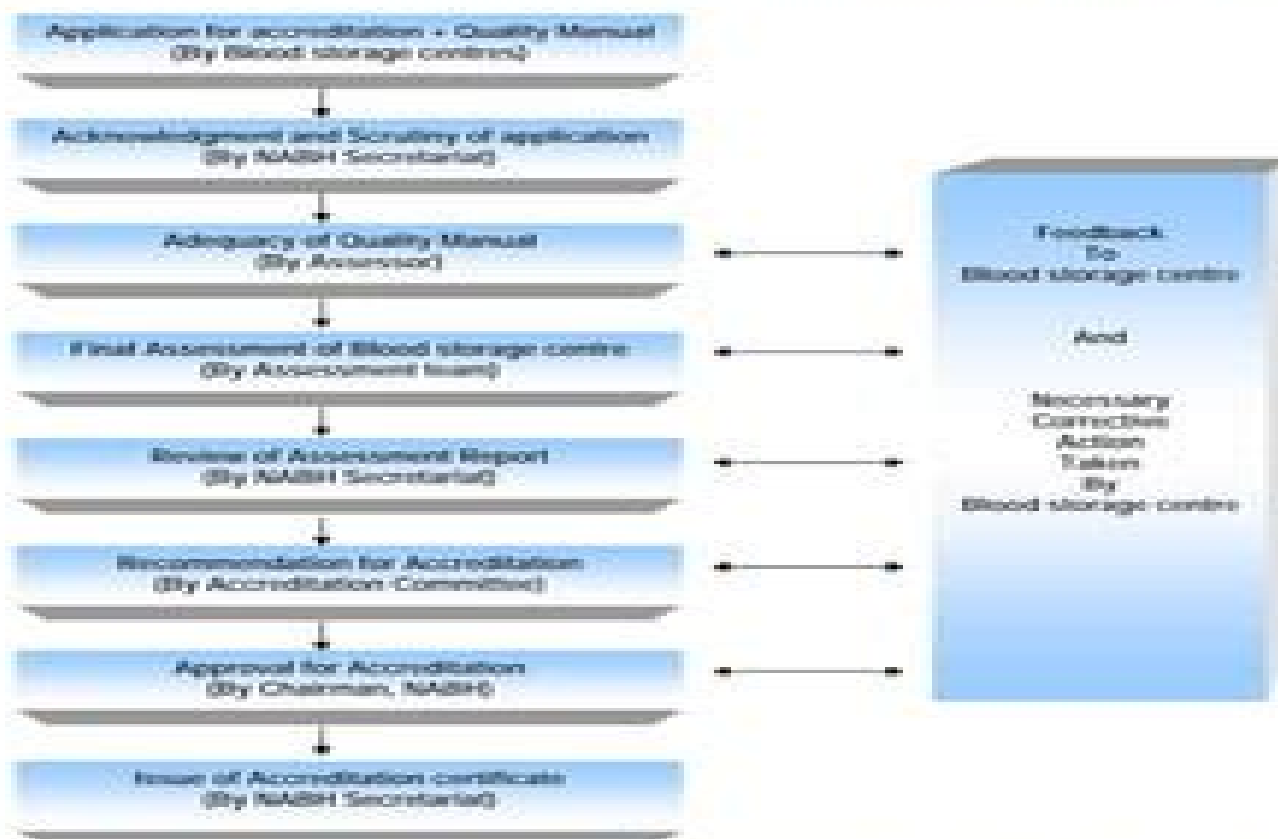 Application for accreditation + Quality Manual
(By Blood storage centres)
Acknowledgment and Scrutiny of application
(By NABH Secretariat)
Adequacy of Quality Manual
(By Assessor)
Final Assessment of Blood storage centre
(By Assessment team)
Review of Assessment Report
(By NABH Secretariat)
Recommendation for Accreditation
(By Accreditation Committee)
Approval for Accreditation
(By Chairman, NABH)
Issue of Accreditation certificate
(By NABH Secretariat)
Feedback
To
Blood storage centre
And
Necessary
Corrective
Action
Taken
By
Blood storage centre